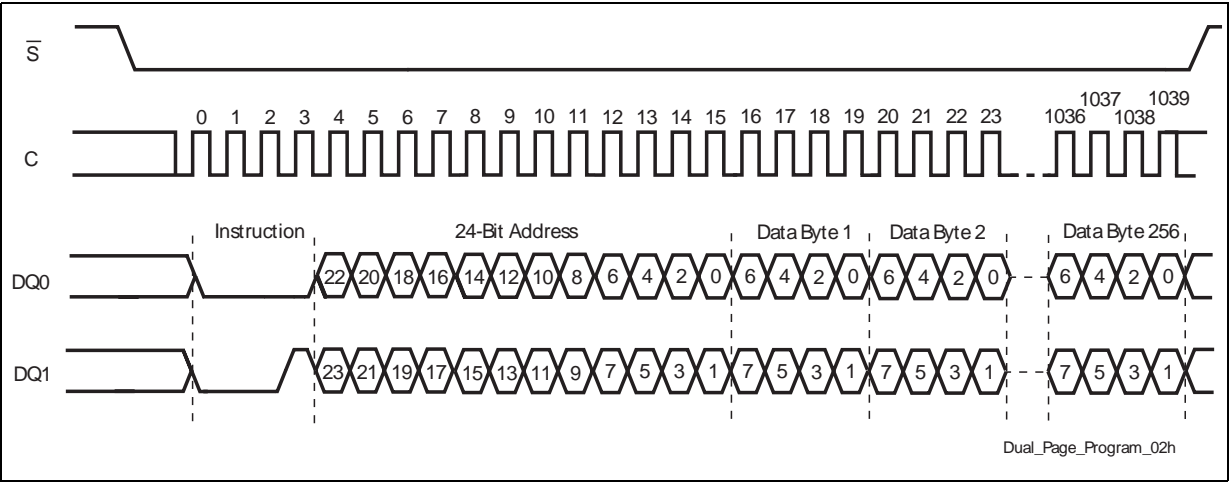 S
0 1 2 3 4 5 6 7 8 9 10 11 12 13 14 15 16 17 18 19 20 21 22 23 1036 1037 1038 1039
C
Instruction 24-Bit Address Data Byte 1 Data Byte 2 Data Byte 256
DQ0 22 20 18 16 14 12 10 8 6 4 2 0 6 4 2 0 6 4 2 0 6 4 2 0
DQ1 23 21 19 17 15 13 11 9 7 5 3 1 7 5 3 1 7 5 3 1 7 5 3 1
Dual_Page_Program_02h